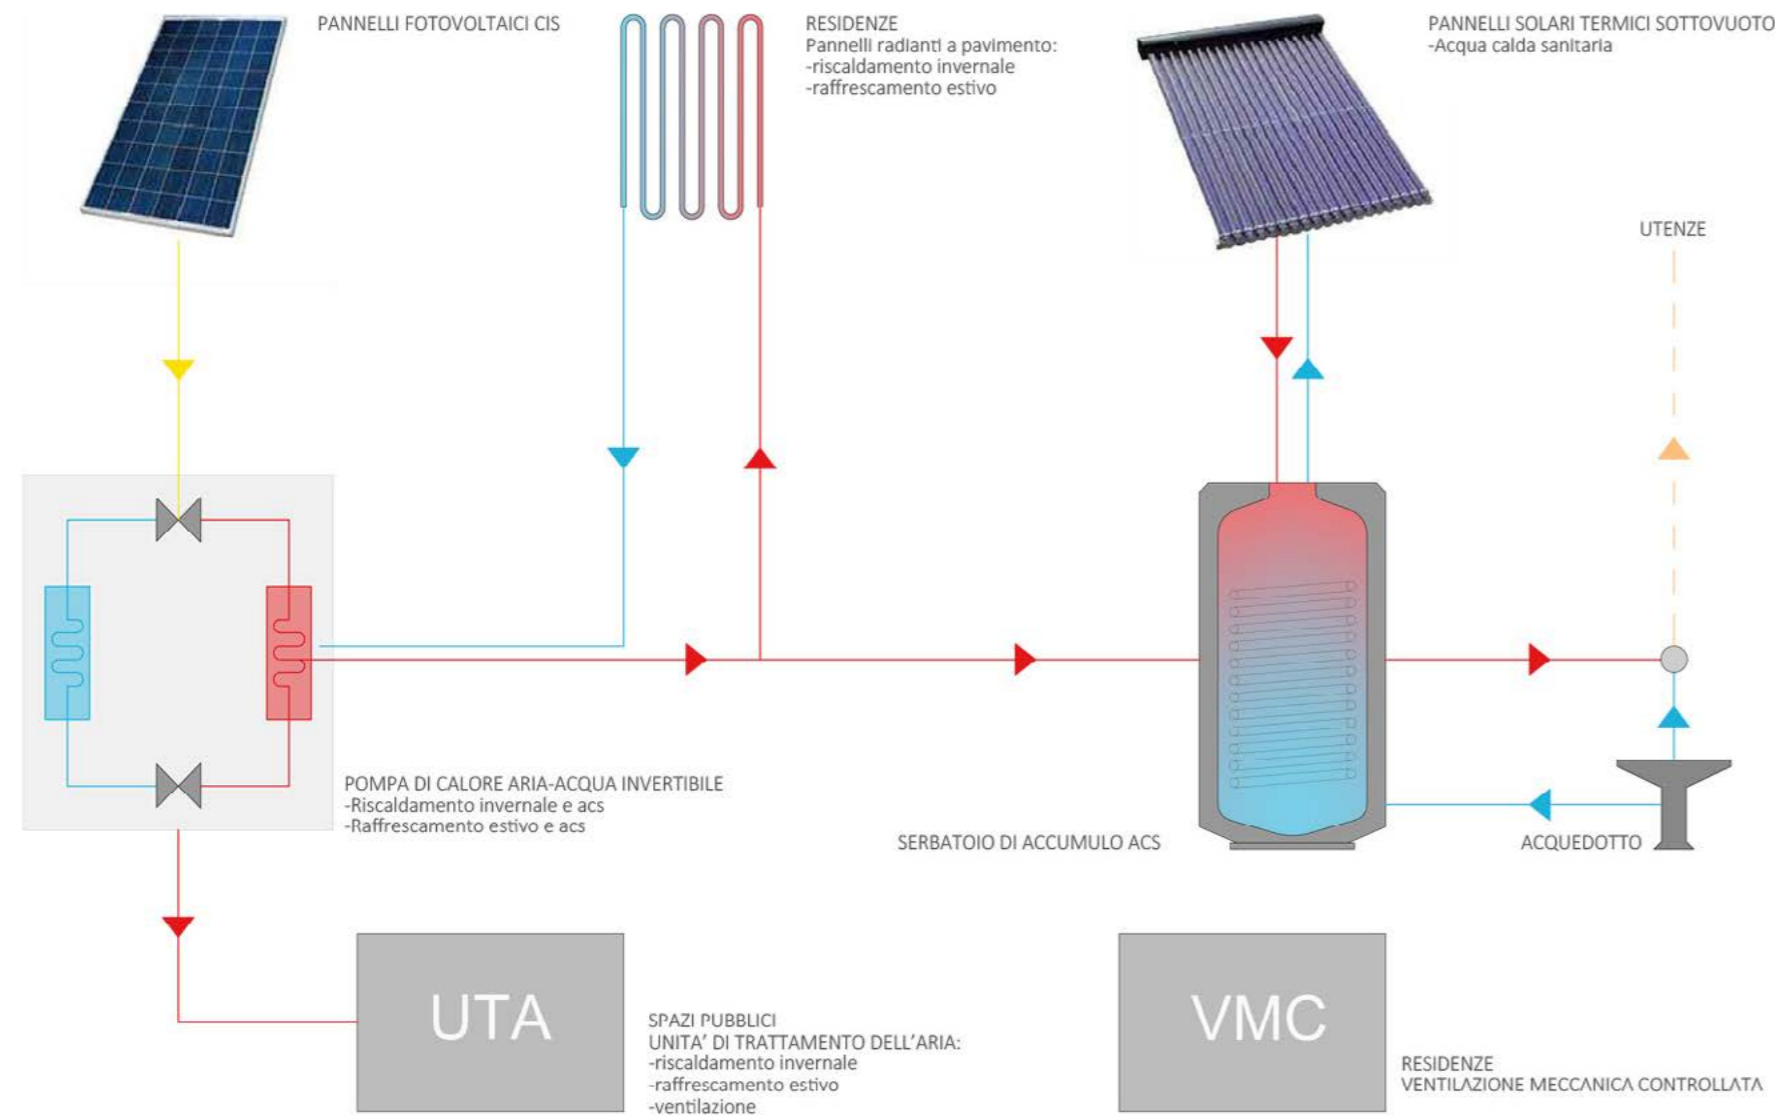 PANNELLI FOTOVOLTAICI CIS
RESIDENZE
Pannelli radianti a pavimento:
-riscaldamento invernale
-raffrescamento estivo
PANNELLI SOLARI TERMICI SOTTOVUOTO
-Acqua calda sanitaria
UTENZE
POMPA DI CALORE ARIA-ACQUA INVERTIBILE
-Riscaldamento invernale e acs
-Raffrescamento estivo e acs
SERBATOIO DI ACCUMULO ACS
ACQUEDOTTO
UTA
SPAZI PUBBLICI
UNITA' DI TRATTAMENTO DELL'ARIA:
-riscaldamento invernale
-raffrescamento estivo
-ventilazione
VMC
RESIDENZE
VENTILAZIONE MECCANICA CONTROLLATA